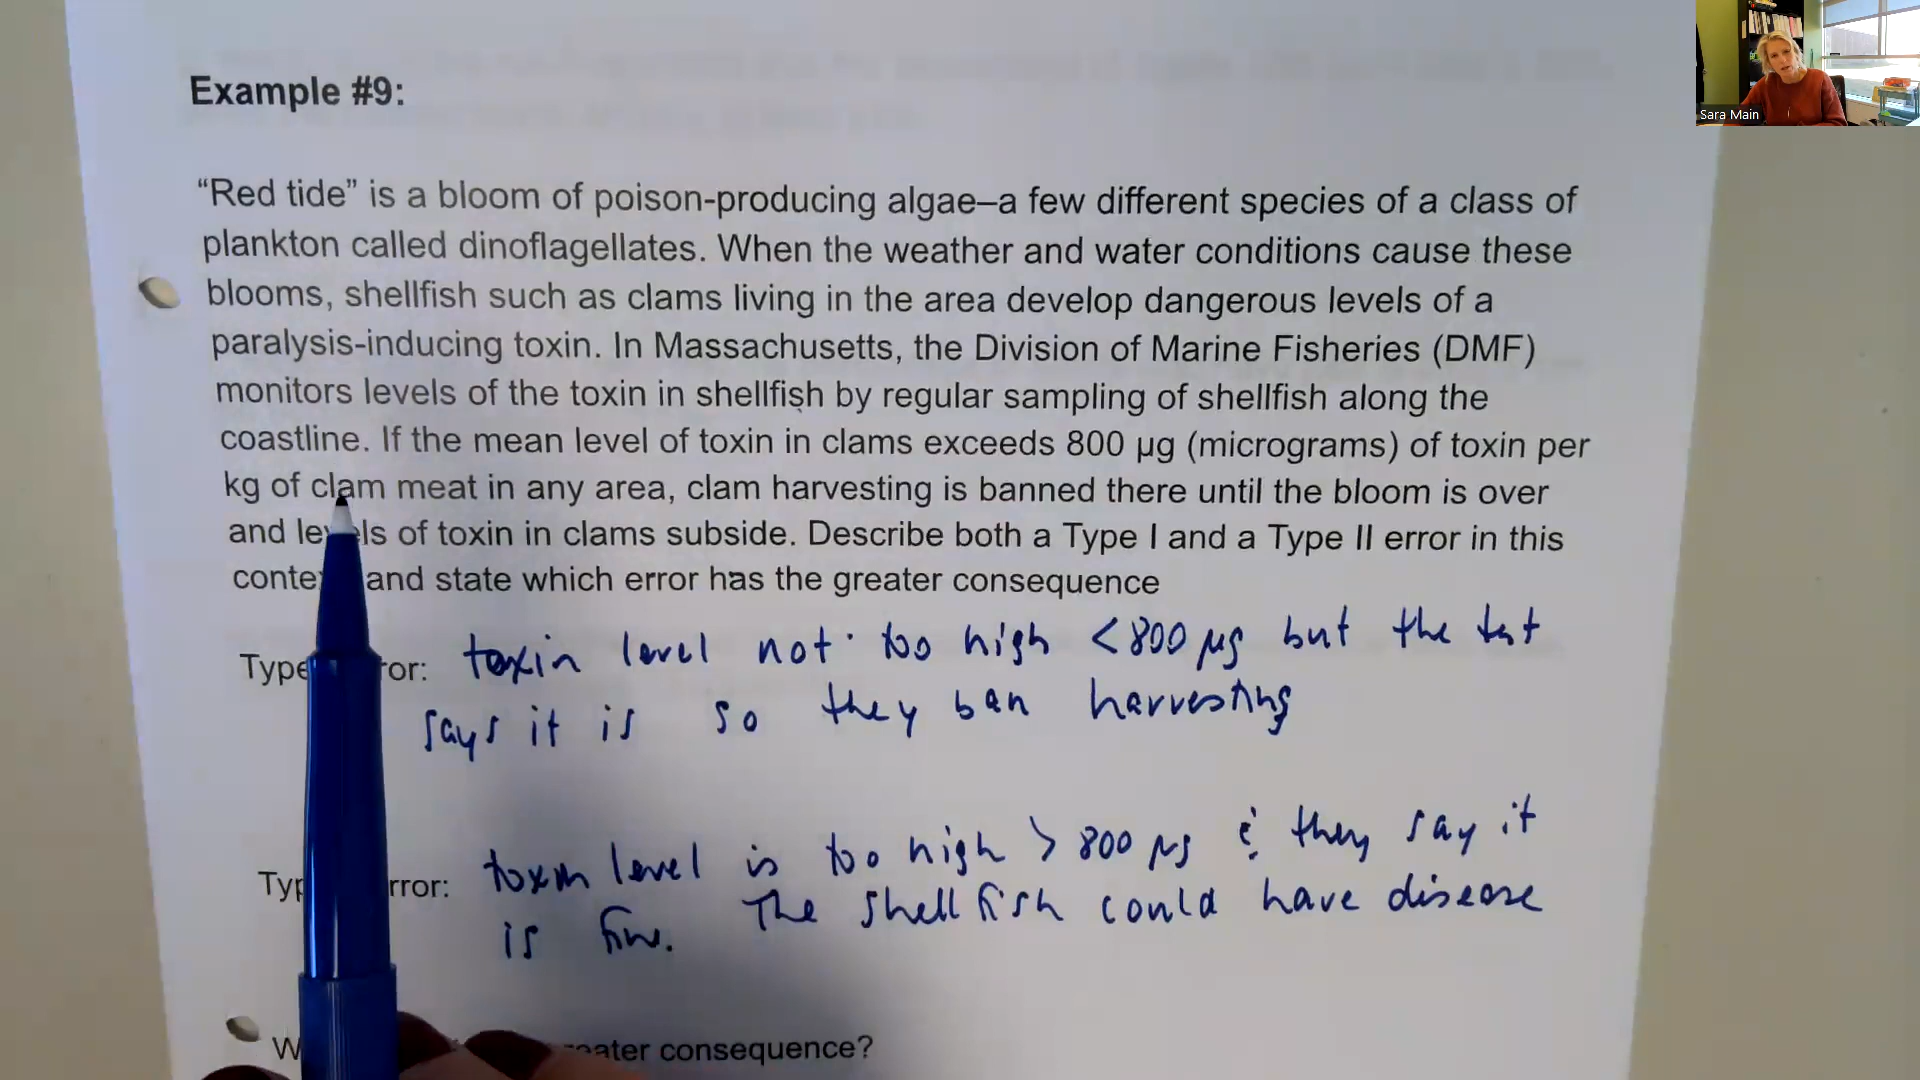 Example #9:
Sara Main
“Red tide” is a bloom of poison-producing algae–a few different species of a class of
plankton called dinoflagellates. When the weather and water conditions cause these
blooms, shellfish such as clams living in the area develop dangerous levels of a
paralysis-inducing toxin. In Massachusetts, the Division of Marine Fisheries (DMF)
monitors levels of the toxin in shellfish by regular sampling of shellfish along the
coastline. If the mean level of toxin in clams exceeds 800 μg (micrograms) of toxin per
kg of clam meat in any area, clam harvesting is banned there until the bloom is over
and levels of toxin in clams subside. Describe both a Type I and a Type II error in this
and state which error has the greater consequence
toxin level not too high <800 μg but the test
says it is so they ban harvesting
toxin level is too high > 800 μg & they say it
is fine. The shellfish could have disease
consequence?